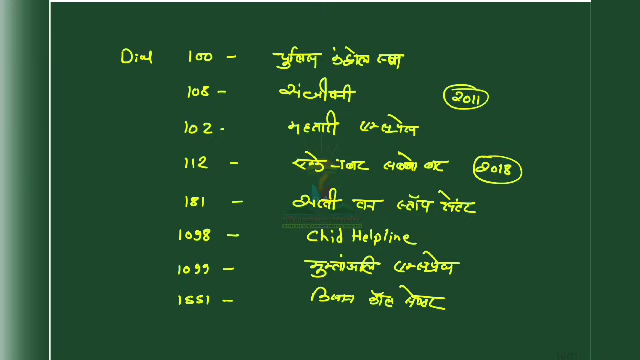 Dial 100 - पुलिस कंट्रोल रूम
108 - संजीवनी 2011
102 - महतारी एक्सप्रेस
112 - एक्के नंबर सब्बो बर 2018
181 - सखी वन स्टॉप सेंटर
1098 - Chid Helpline
1099 - मुक्तांजलि एक्सप्रेस
1551 - किसान कॉल सेन्टर